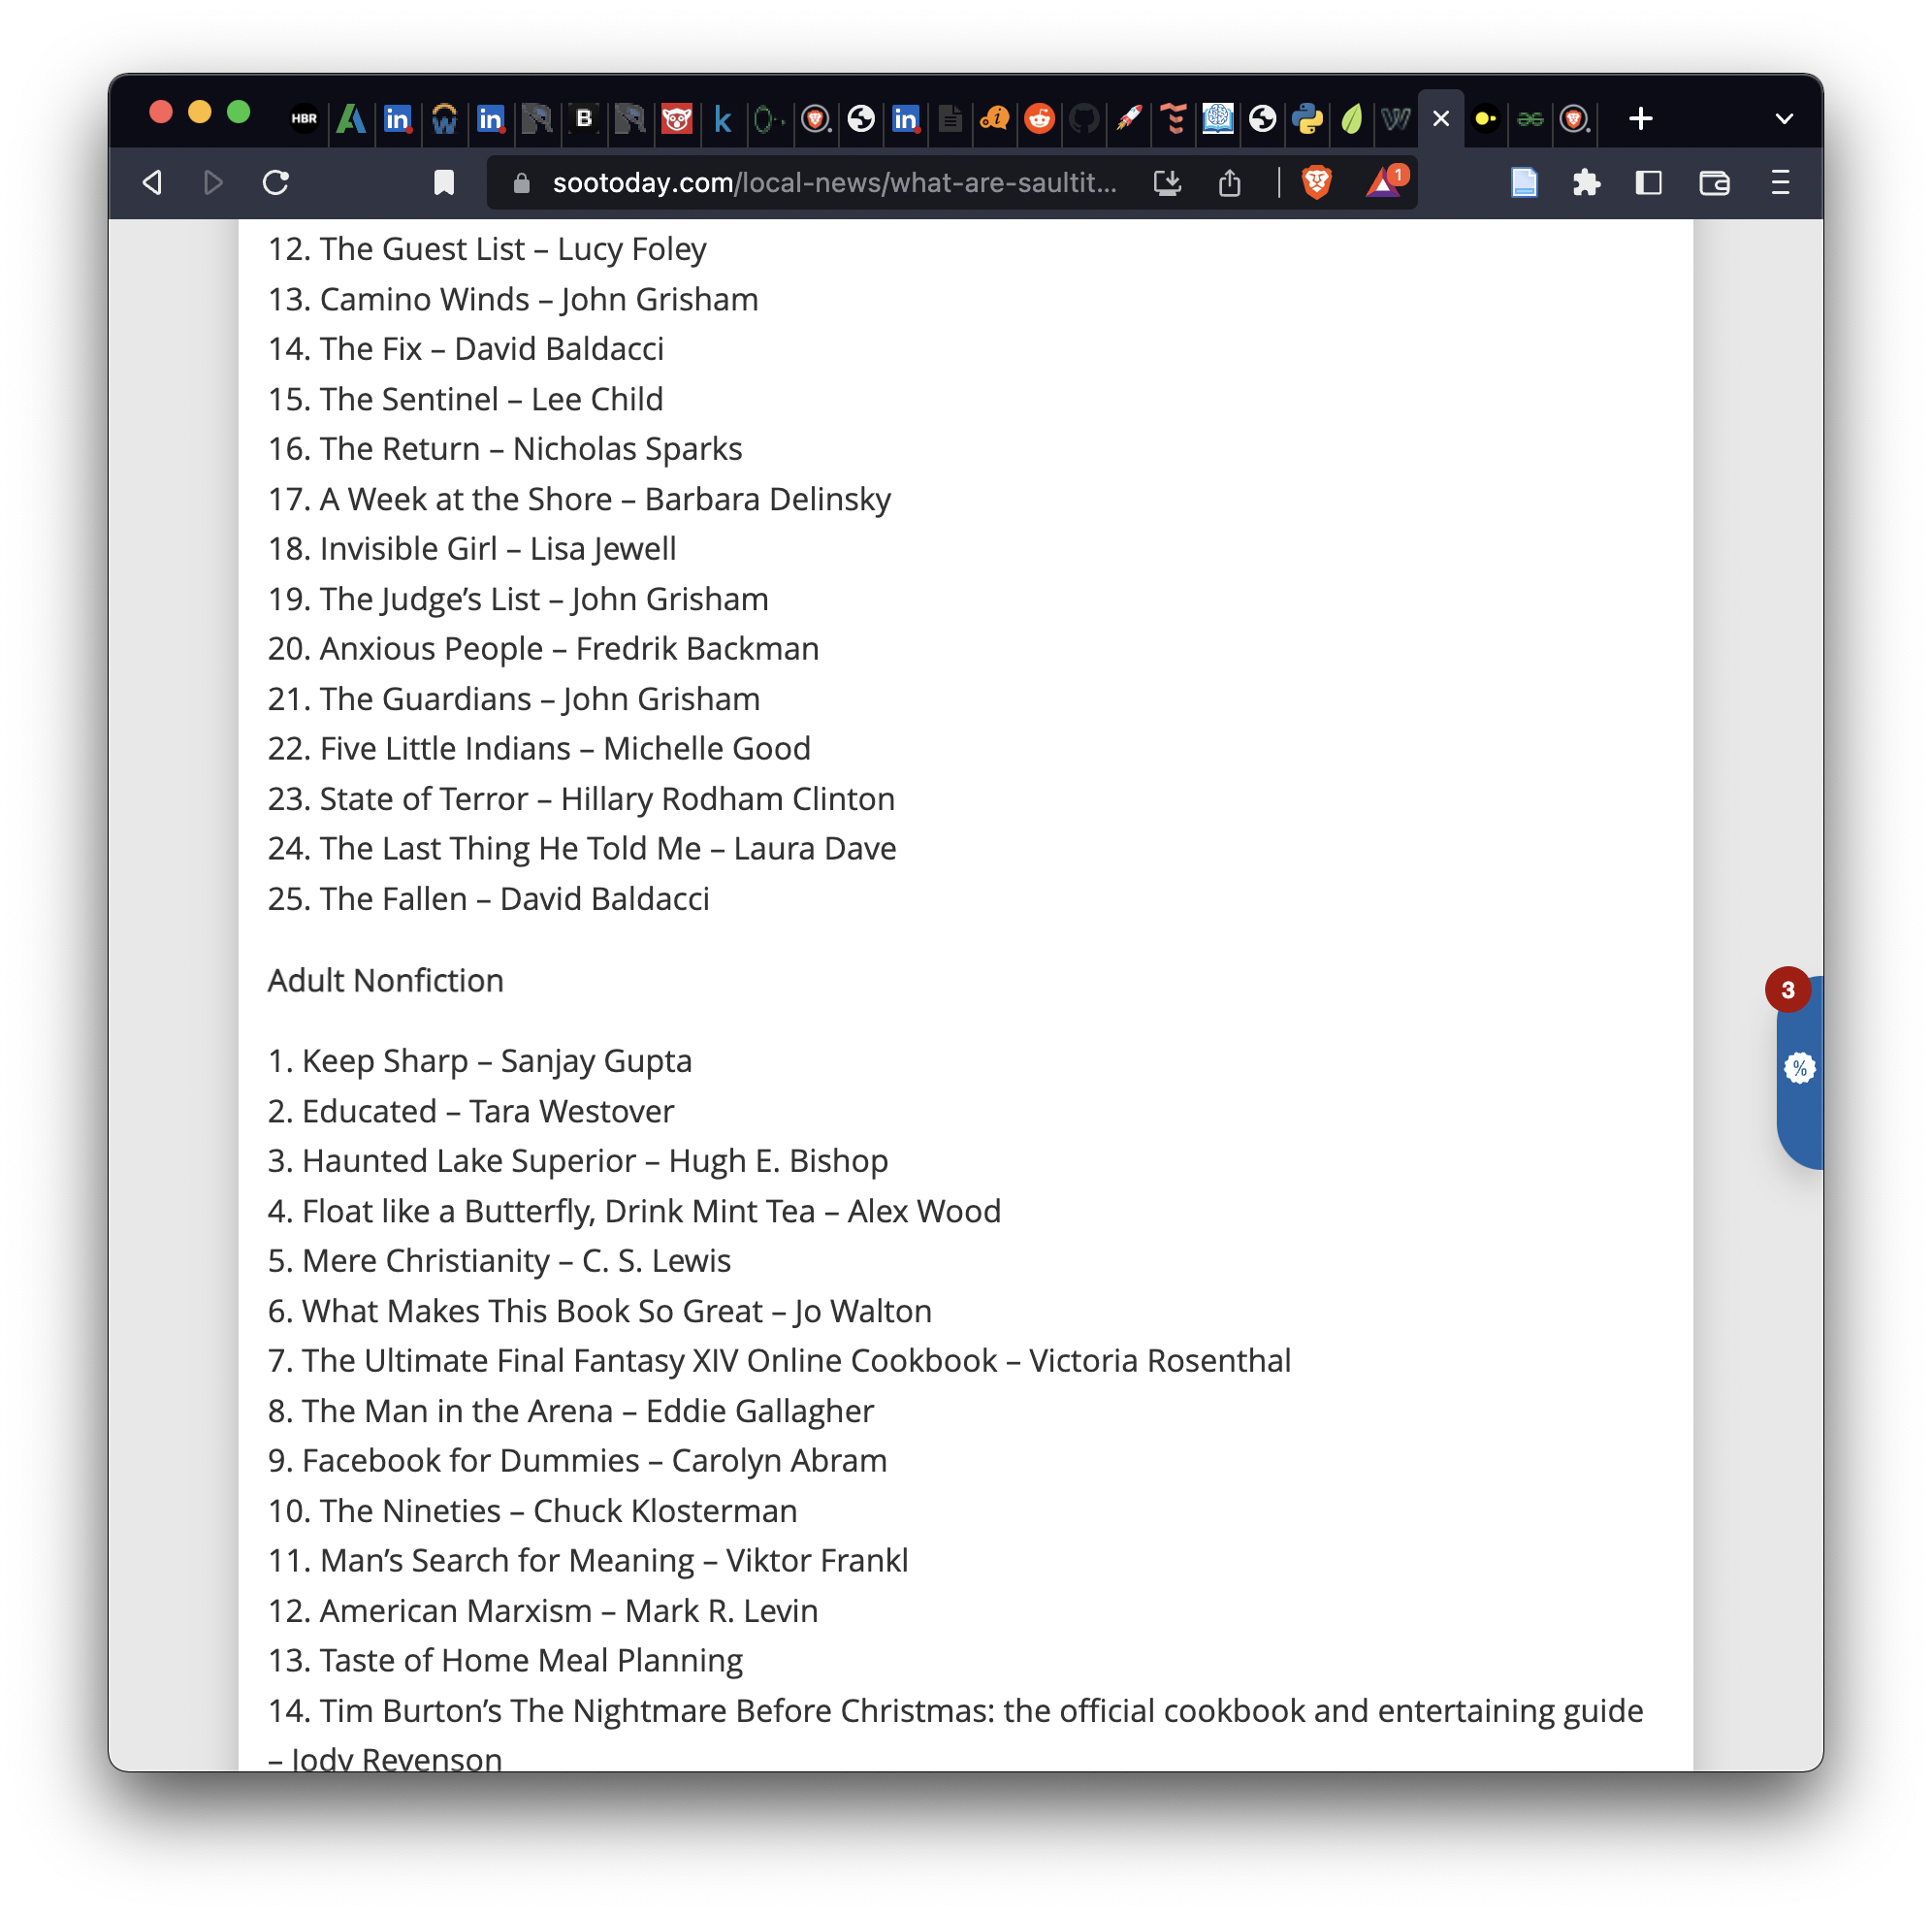 HBR
B
sootoday.com/local-news/what-are-saultit...
1
12. The Guest List – Lucy Foley
13. Camino Winds – John Grisham
14. The Fix – David Baldacci
15. The Sentinel – Lee Child
16. The Return – Nicholas Sparks
17. A Week at the Shore – Barbara Delinsky
18. Invisible Girl – Lisa Jewell
19. The Judge’s List – John Grisham
20. Anxious People – Fredrik Backman
21. The Guardians – John Grisham
22. Five Little Indians – Michelle Good
23. State of Terror – Hillary Rodham Clinton
24. The Last Thing He Told Me – Laura Dave
25. The Fallen – David Baldacci
Adult Nonfiction
3
%
1. Keep Sharp – Sanjay Gupta
2. Educated – Tara Westover
3. Haunted Lake Superior – Hugh E. Bishop
4. Float like a Butterfly, Drink Mint Tea – Alex Wood
5. Mere Christianity – C. S. Lewis
6. What Makes This Book So Great – Jo Walton
7. The Ultimate Final Fantasy XIV Online Cookbook – Victoria Rosenthal
8. The Man in the Arena – Eddie Gallagher
9. Facebook for Dummies – Carolyn Abram
10. The Nineties – Chuck Klosterman
11. Man’s Search for Meaning – Viktor Frankl
12. American Marxism – Mark R. Levin
13. Taste of Home Meal Planning
14. Tim Burton’s The Nightmare Before Christmas: the official cookbook and entertaining guide
– Jody Revenson